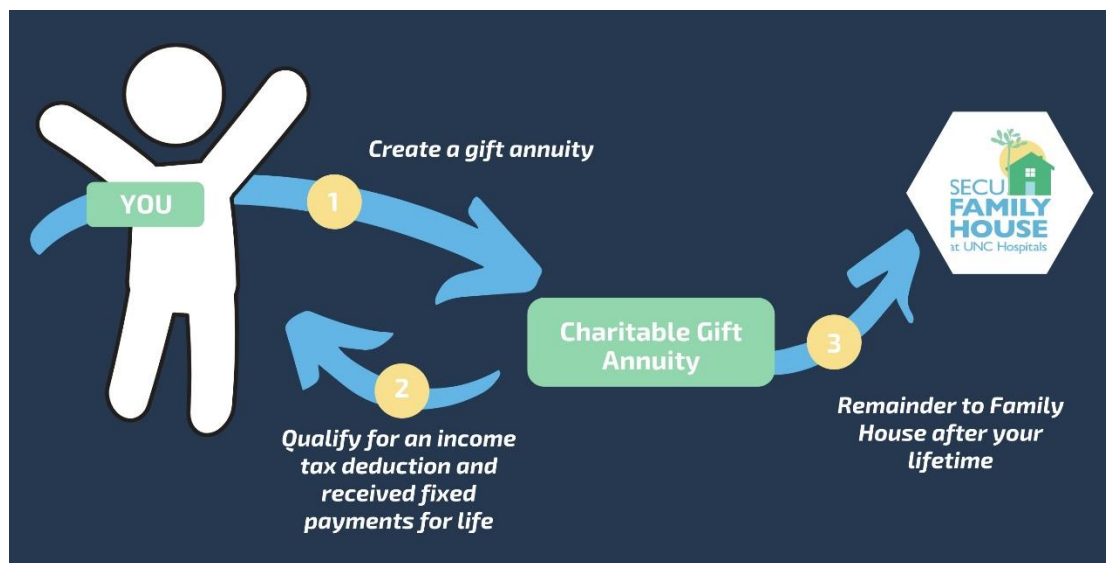 YOU
1
Create a gift annuity
SECU
FAMILY
HOUSE
at UNC Hospitals
Charitable Gift
Annuity
2
Qualify for an income
tax deduction and
received fixed
payments for life
3
Remainder to Family
House after your
lifetime